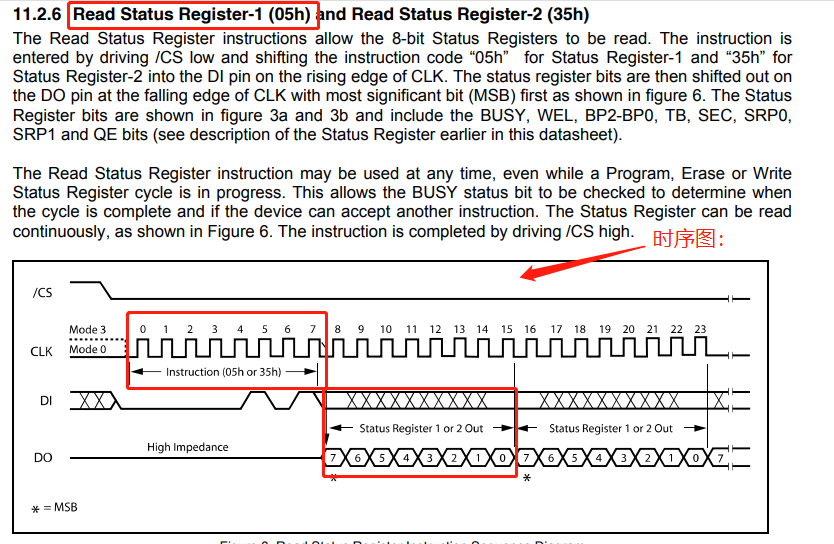 11.2.6 Read Status Register-1 (05h) and Read Status Register-2 (35h)
The Read Status Register instructions allow the 8-bit Status Registers to be read. The instruction is
entered by driving /CS low and shifting the instruction code “05h” for Status Register-1 and “35h” for
Status Register-2 into the DI pin on the rising edge of CLK. The status register bits are then shifted out on
the DO pin at the falling edge of CLK with most significant bit (MSB) first as shown in figure 6. The Status
Register bits are shown in figure 3a and 3b and include the BUSY, WEL, BP2-BP0, TB, SEC, SRP0,
SRP1 and QE bits (see description of the Status Register earlier in this datasheet).
The Read Status Register instruction may be used at any time, even while a Program, Erase or Write
Status Register cycle is in progress. This allows the BUSY status bit to be checked to determine when
the cycle is complete and if the device can accept another instruction. The Status Register can be read
continuously, as shown in Figure 6. The instruction is completed by driving /CS high.
时序图:
/CS
Mode 3 0 1 2 3 4 5 6 7 8 9 10 11 12 13 14 15 16 17 18 19 20 21 22 23
CLK Mode 0
Instruction (05h or 35h)
DI
Status Register 1 or 2 Out Status Register 1 or 2 Out
High Impedance
DO 7 6 5 4 3 2 1 0 7 6 5 4 3 2 1 0 7
* *
* = MSB